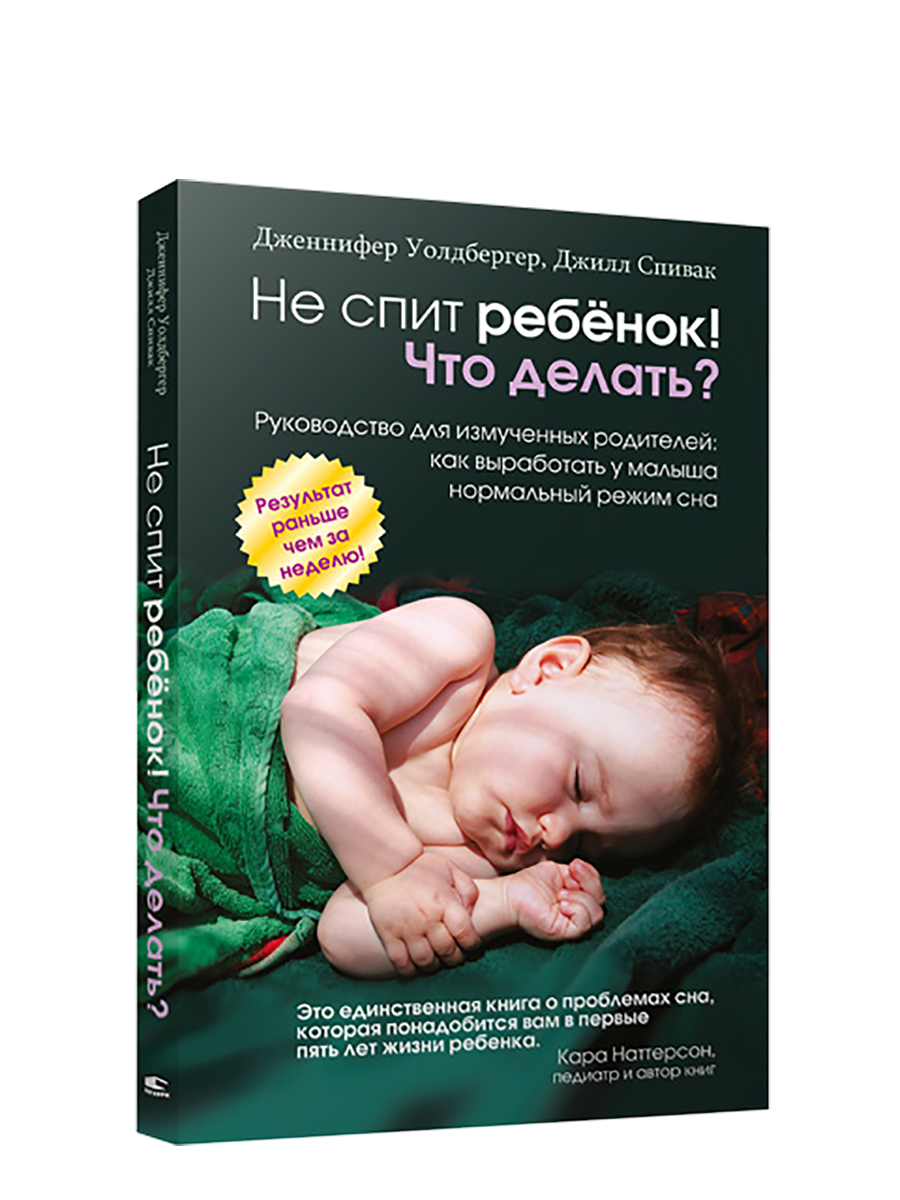 Дженнифер Уолдбергер, Джилл Спивак
Не спит ребёнок!
Что делать?
Руководство для измученных родителей:
как выработать у малыша
нормальный режим сна
Результат
раньше
чем за
неделю!
Это единственная книга о проблемах сна,
которая понадобится вам в первые
пять лет жизни ребенка.
Кара Наттерсон,
педиатр и автор книг
Дженнифер Уолдбергер
Джилл Спивак
Не спит ребёнок! Что делать?